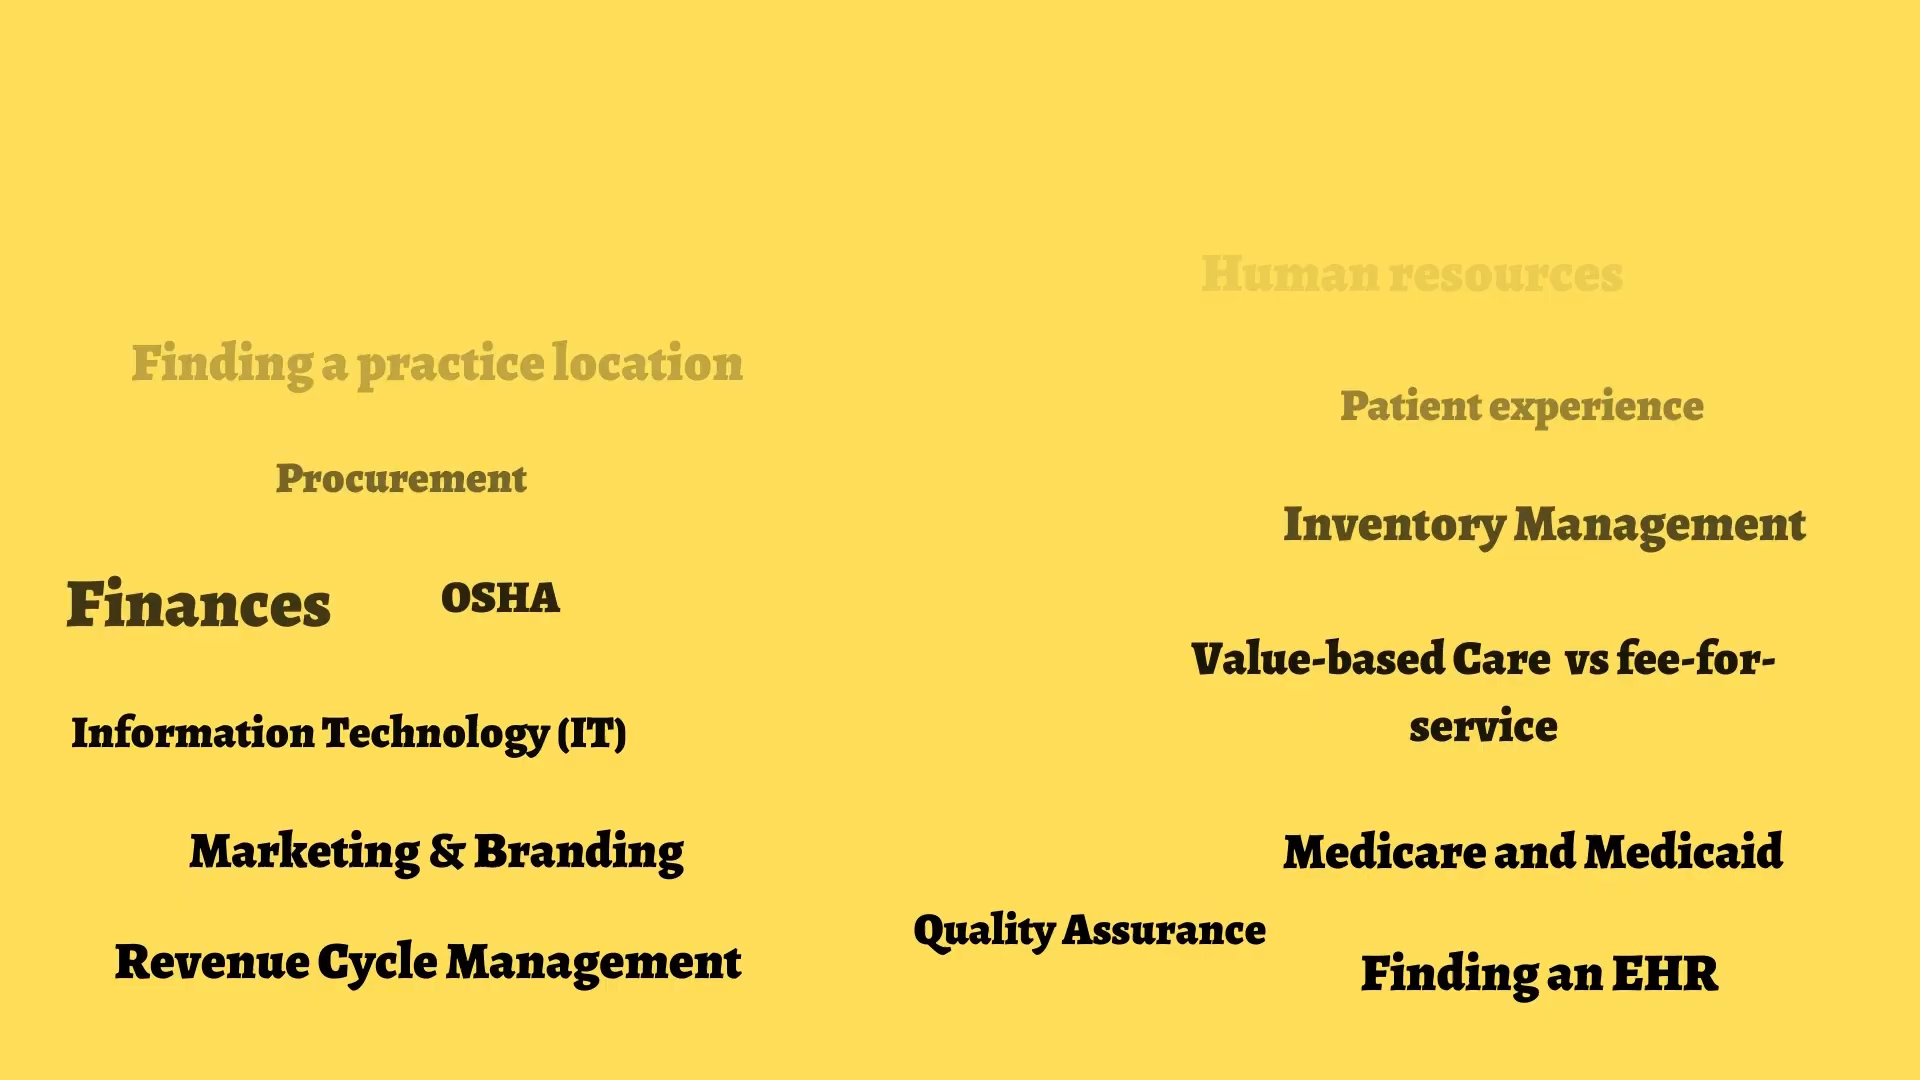 Human resources
Finding a practice location
Patient experience
Procurement
Inventory Management
Finances
OSHA
Value-based Care  vs fee-for-
service
Information Technology (IT)
Marketing & Branding
Medicare and Medicaid
Quality Assurance
Revenue Cycle Management
Finding an EHR